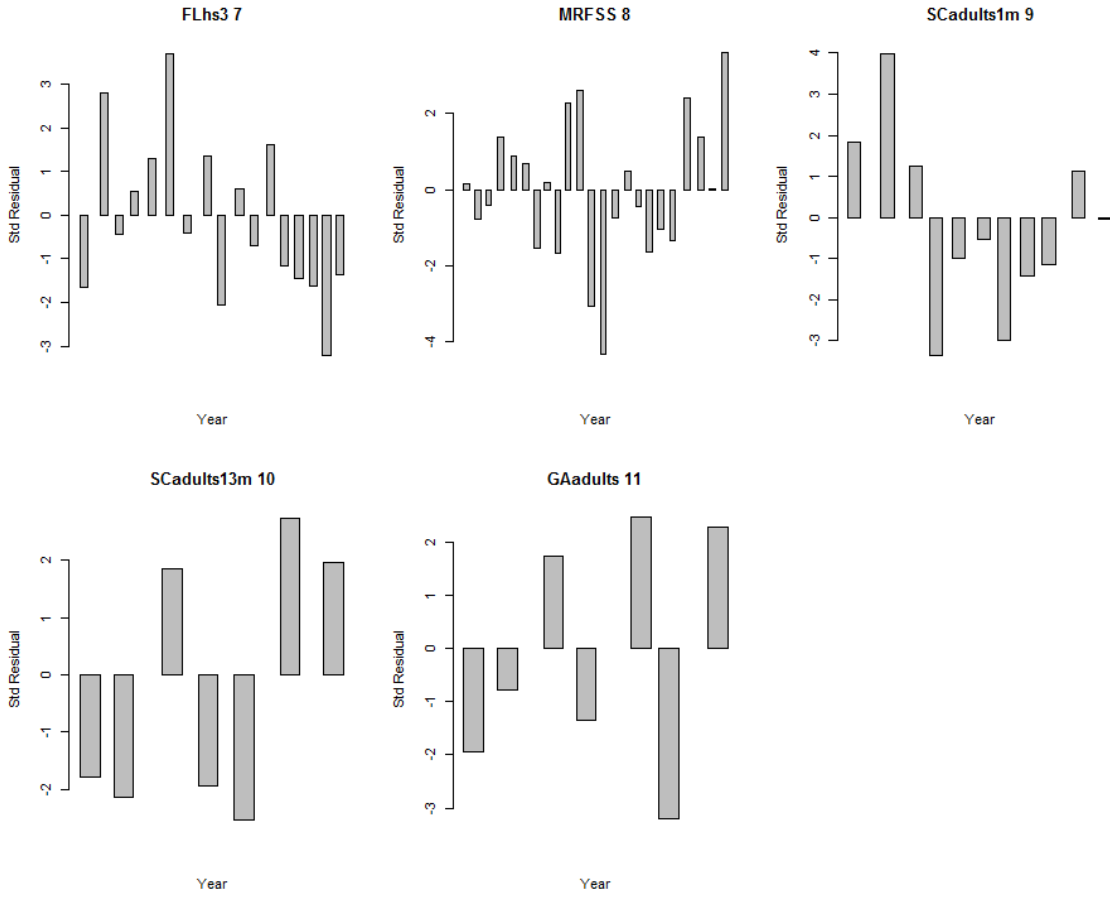 FLhs3 7
Std Residual
3
2
1
0
-1
-2
-3
Year
MRFSS 8
Std Residual
2
0
-2
-4
Year
SCadults1m 9
Std Residual
4
3
2
1
0
-1
-2
-3
Year
SCadults13m 10
Std Residual
2
1
0
-1
-2
Year
GAadults 11
Std Residual
2
1
0
-1
-2
-3
Year